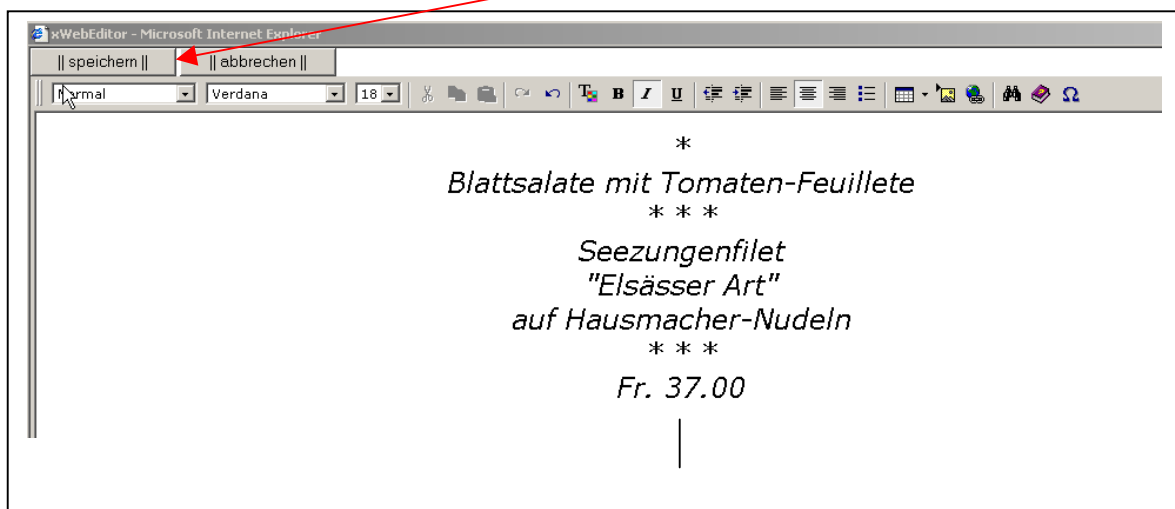 xWebEditor - Microsoft Internet Explorer
|| speichern || || abbrechen ||
Normal Verdana 18 B I U Ω
*
Blattsalate mit Tomaten-Feuillete
* * *
Seezungenfilet
"Elsässer Art"
auf Hausmacher-Nudeln
* * *
Fr. 37.00